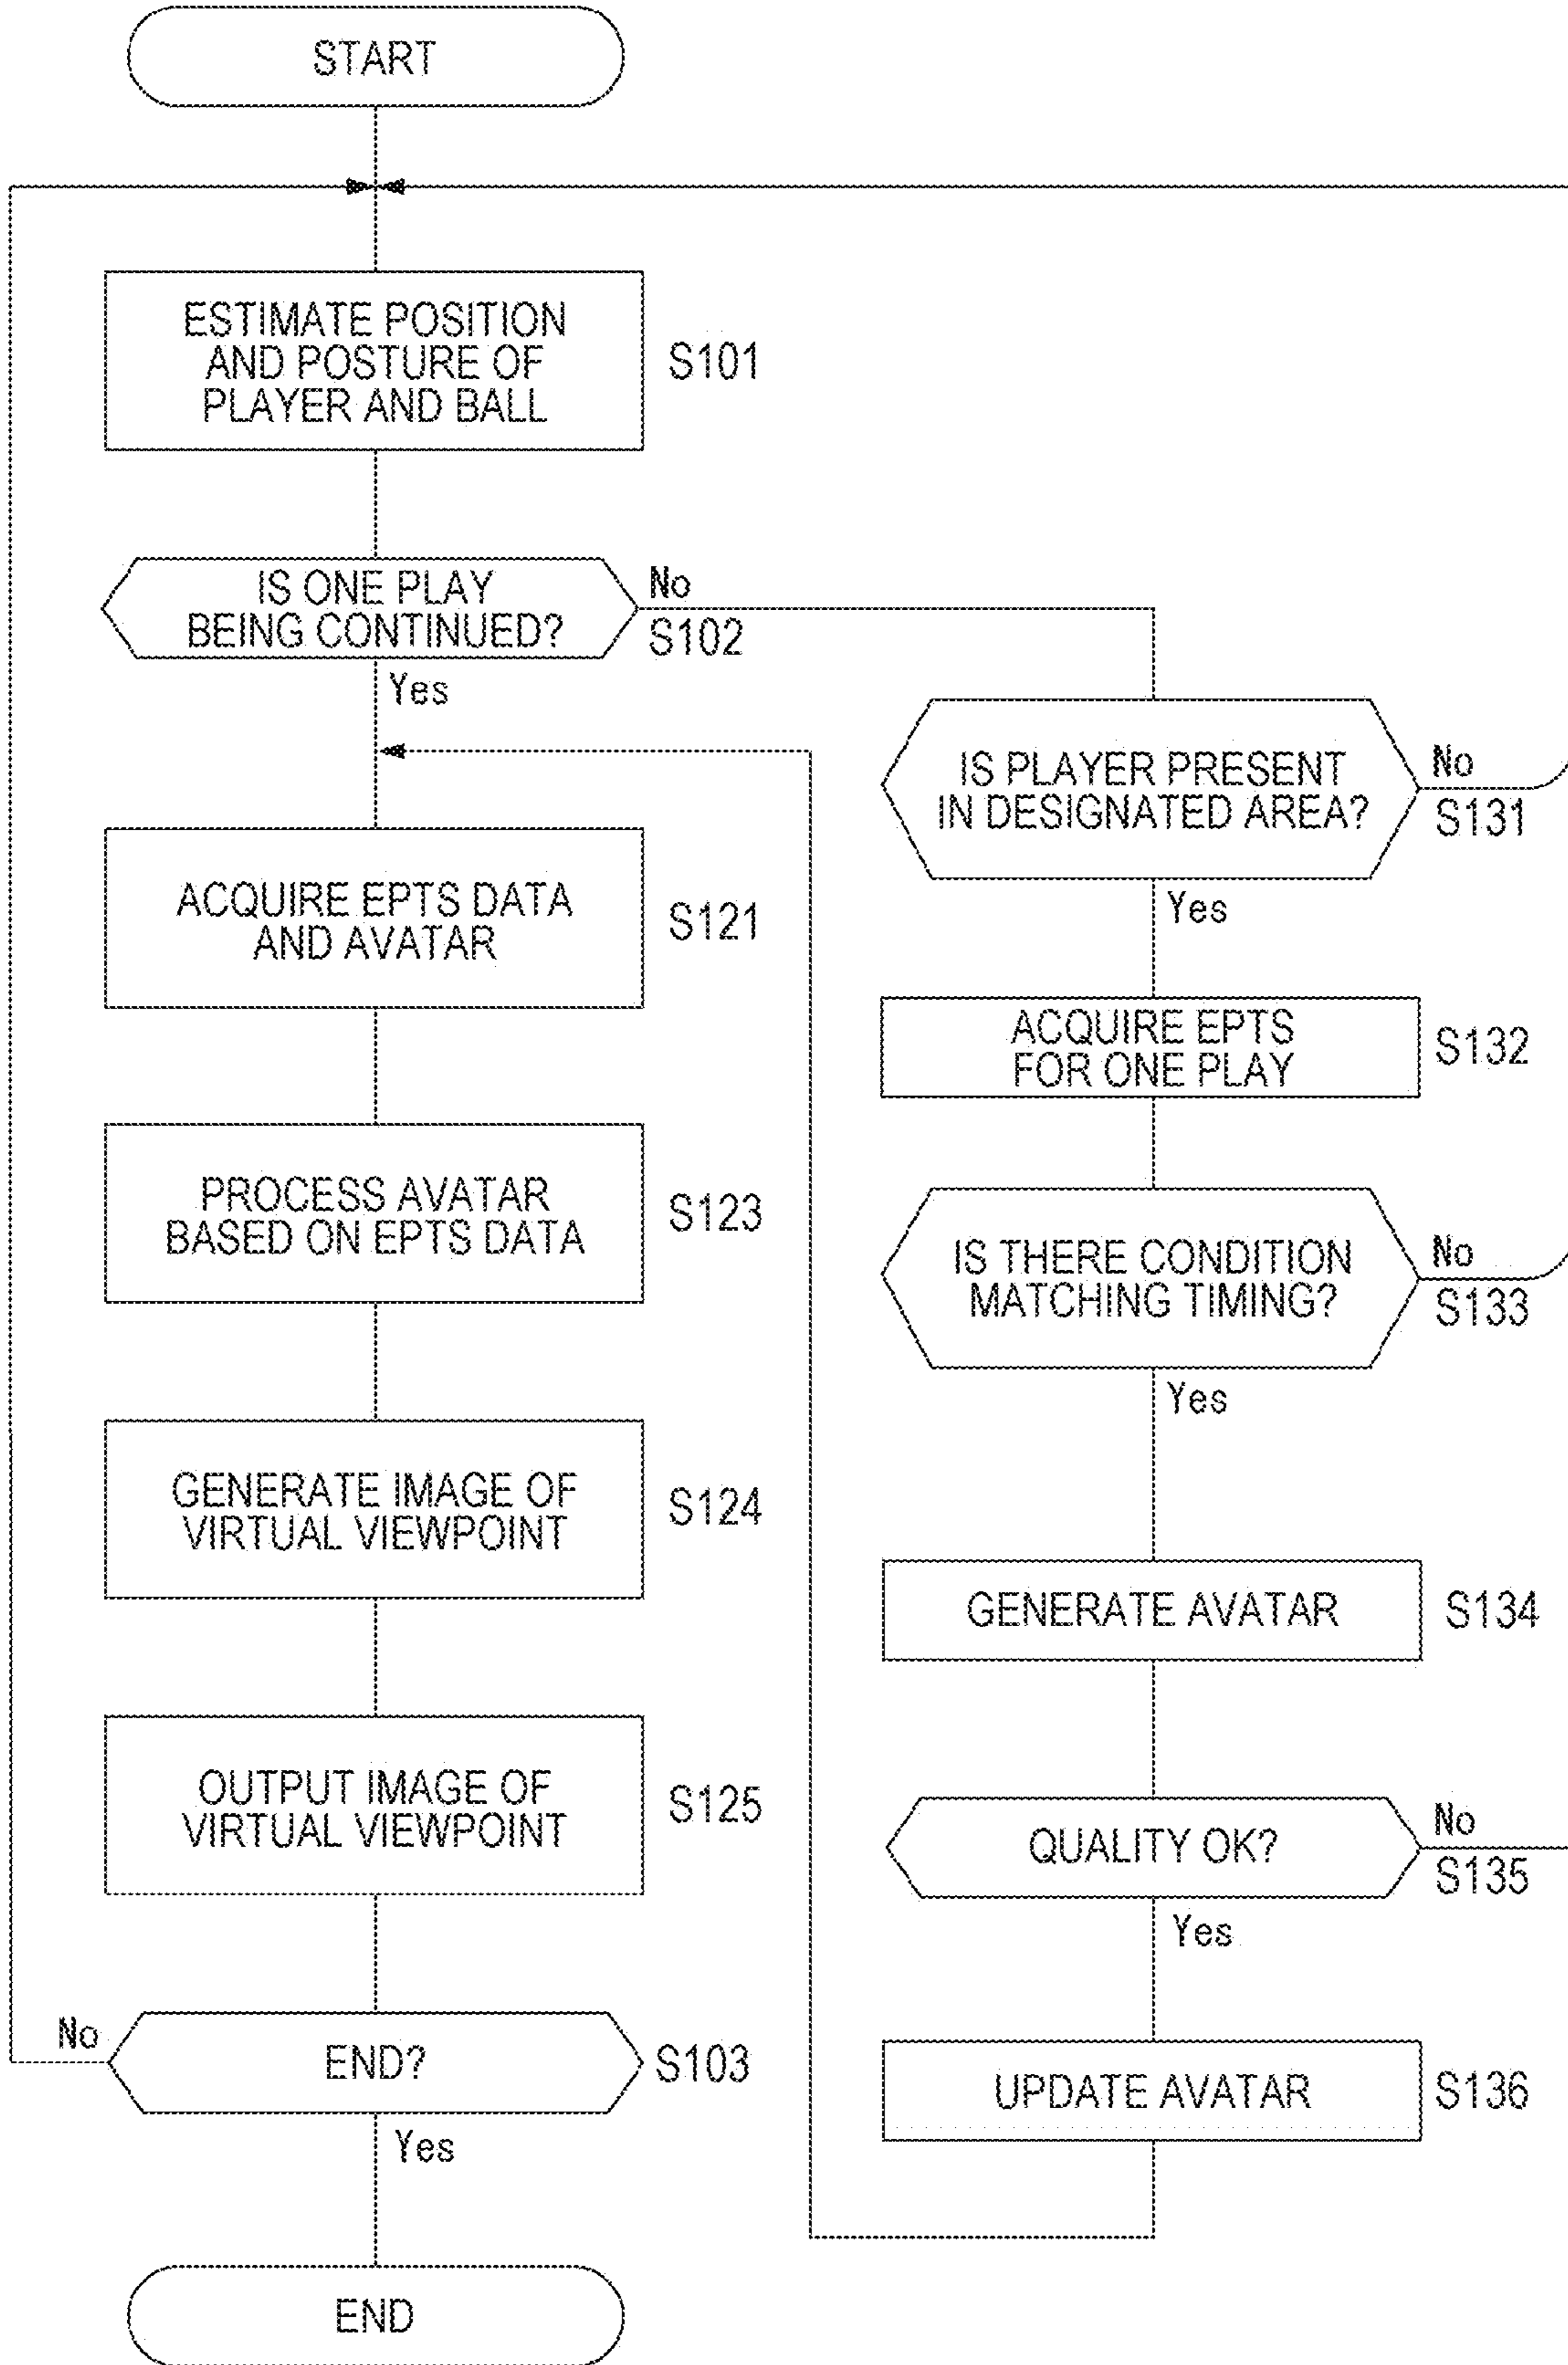 START
ESTIMATE POSITION
AND POSTURE OF
PLAYER AND BALL
S101
IS ONE PLAY
BEING CONTINUED?
No
S102
Yes
ACQUIRE EPTS DATA
AND AVATAR
S121
PROCESS AVATAR
BASED ON EPTS DATA
S123
GENERATE IMAGE OF
VIRTUAL VIEWPOINT
S124
OUTPUT IMAGE OF
VIRTUAL VIEWPOINT
S125
No
END?
S103
Yes
END
IS PLAYER PRESENT
IN DESIGNATED AREA?
No
S131
Yes
ACQUIRE EPTS
FOR ONE PLAY
S132
IS THERE CONDITION
MATCHING TIMING?
No
S133
Yes
GENERATE AVATAR
S134
QUALITY OK?
No
S135
Yes
UPDATE AVATAR
S136